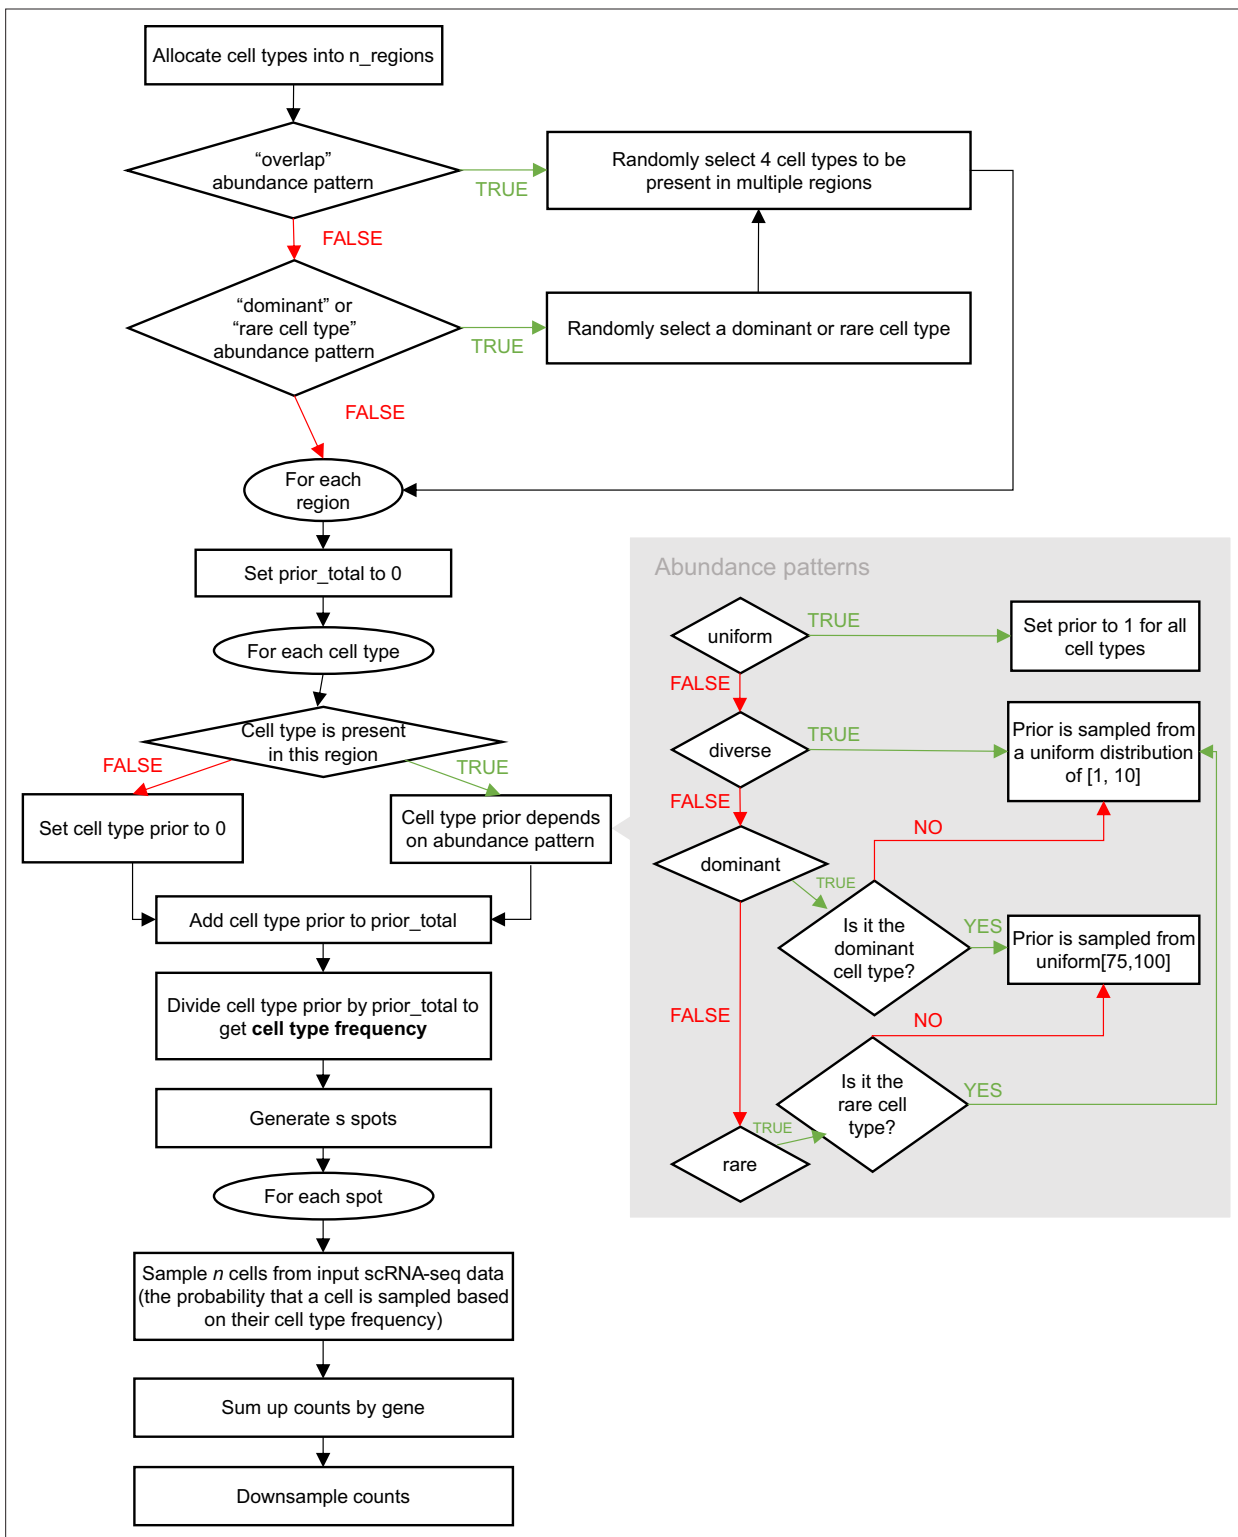 Allocate cell types into n_regions
“overlap”
abundance pattern
TRUE
Randomly select 4 cell types to be
present in multiple regions
FALSE
“dominant” or
“rare cell type”
abundance pattern
TRUE
Randomly select a dominant or rare cell type
FALSE
For each
region
Set prior_total to 0
For each cell type
Cell type is present
in this region
FALSE
TRUE
Set cell type prior to 0
Cell type prior depends
on abundance pattern
Add cell type prior to prior_total
Divide cell type prior by prior_total to
get cell type frequency
Generate s spots
For each spot
Sample n cells from input scRNA-seq data
(the probability that a cell is sampled based
on their cell type frequency)
Sum up counts by gene
Downsample counts
Abundance patterns
uniform
TRUE
Set prior to 1 for all
cell types
FALSE
diverse
TRUE
Prior is sampled from
a uniform distribution
of [1, 10]
FALSE
dominant
TRUE
NO
Is it the
dominant
cell type?
YES
Prior is sampled from
uniform[75,100]
FALSE
NO
Is it the
rare cell
type?
YES
TRUE
rare